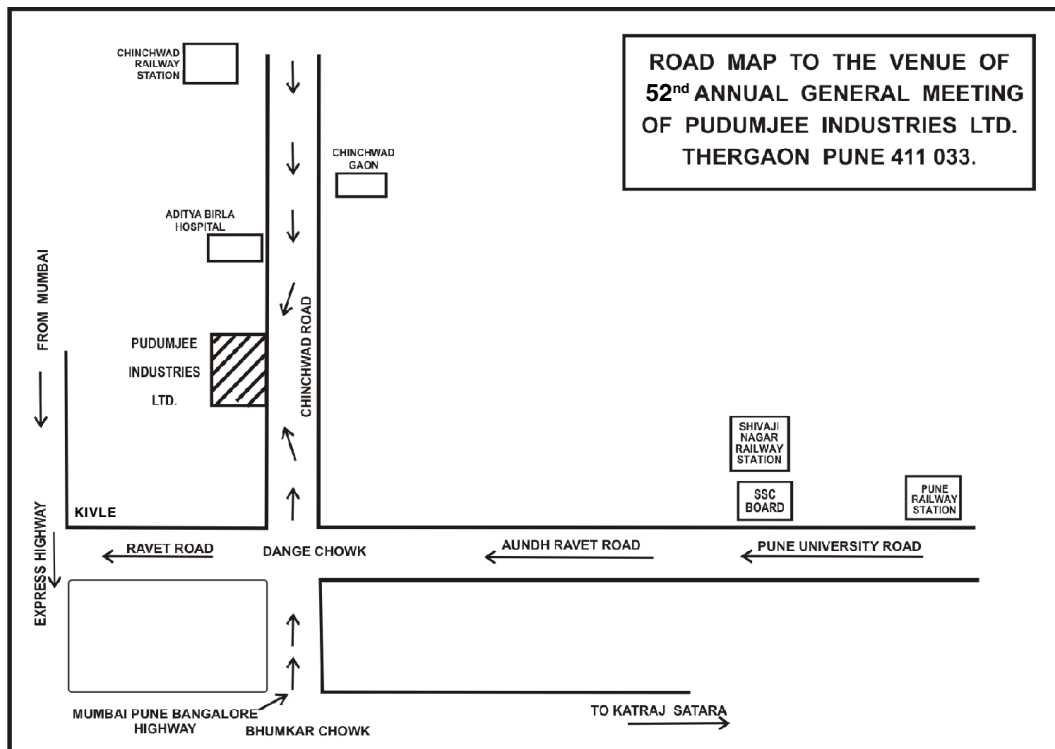 CHINCHWAD
RAILWAY
STATION
ROAD MAP TO THE VENUE OF
52nd ANNUAL GENERAL MEETING
OF PUDUMJEE INDUSTRIES LTD.
THERGAON PUNE 411 033.
CHINCHWAD
GAON
ADITYA BIRLA
HOSPITAL
FROM MUMBAI
CHINCHWAD ROAD
PUDUMJEE
INDUSTRIES
LTD.
SHIVAJI
NAGAR
RAILWAY
STATION
SSC
BOARD
PUNE
RAILWAY
STATION
KIVLE
EXPRESS HIGHWAY
RAVET ROAD
DANGE CHOWK
AUNDH RAVET ROAD
PUNE UNIVERSITY ROAD
MUMBAI PUNE BANGALORE
HIGHWAY
BHUMKAR CHOWK
TO KATRAJ SATARA